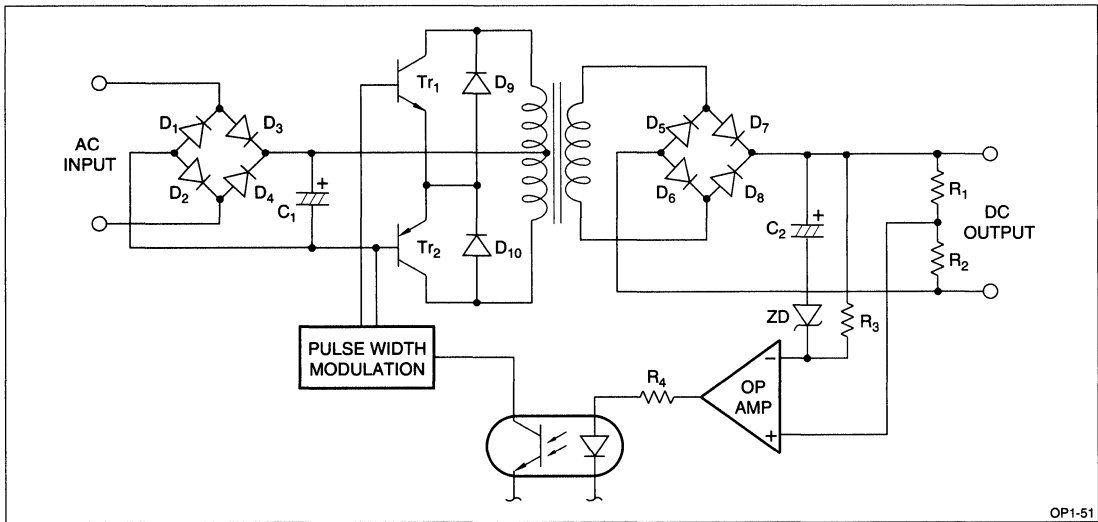 AC
INPUT
D1
D3
D2
D4
C1
+
Tr1
D9
Tr2
D10
D5
D7
D6
D8
C2
+
ZD
R3
R1
R2
DC
OUTPUT
PULSE WIDTH
MODULATION
R4
−
OP
AMP
+
OP1-51